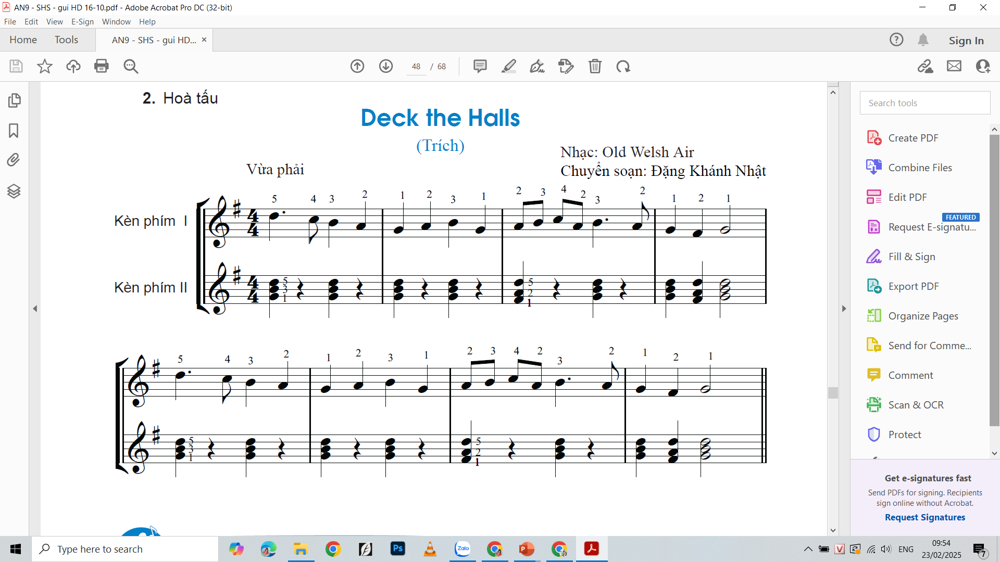 AN9 - SHS - gui HD 16-10.pdf - Adobe Acrobat Pro DC (32-bit)
File Edit View E-Sign Window Help
Home Tools AN9 - SHS - gui HD... × ? Sign In
48 / 68
2. Hoà tấu
Deck the Halls
(Trích)
Nhạc: Old Welsh Air
Vừa phải
Chuyển soạn: Đặng Khánh Nhật
5 4 3 2 1 2 3 1 2 3 4 2 3 2 1 2 1
Kèn phím I
4
4
Kèn phím II
4
4
5
3
1
5
2
1
5 4 3 2 1 2 3 1 2 3 4 2 3 2 1 2 1
5
3
1
5
2
1
Search tools
Create PDF
Combine Files
Edit PDF
FEATURED
Request E-signatu...
Fill & Sign
Export PDF
Organize Pages
Send for Comme...
Comment
Scan & OCR
Protect
Get e-signatures fast
Send PDFs for signing. Recipients
sign online without Acrobat.
Request Signatures
Type here to search
Ps
Zalo
P
V
ENG
09:54
23/02/2025
7